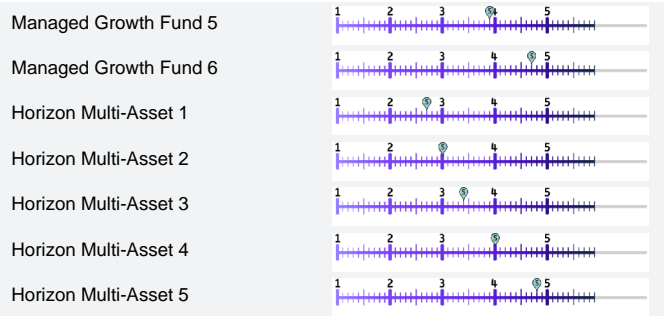 Managed Growth Fund 5 1 2 3 4 5
Managed Growth Fund 6 1 2 3 4 5
Horizon Multi-Asset 1 1 2 3 4 5
Horizon Multi-Asset 2 1 2 3 4 5
Horizon Multi-Asset 3 1 2 3 4 5
Horizon Multi-Asset 4 1 2 3 4 5
Horizon Multi-Asset 5 1 2 3 4 5